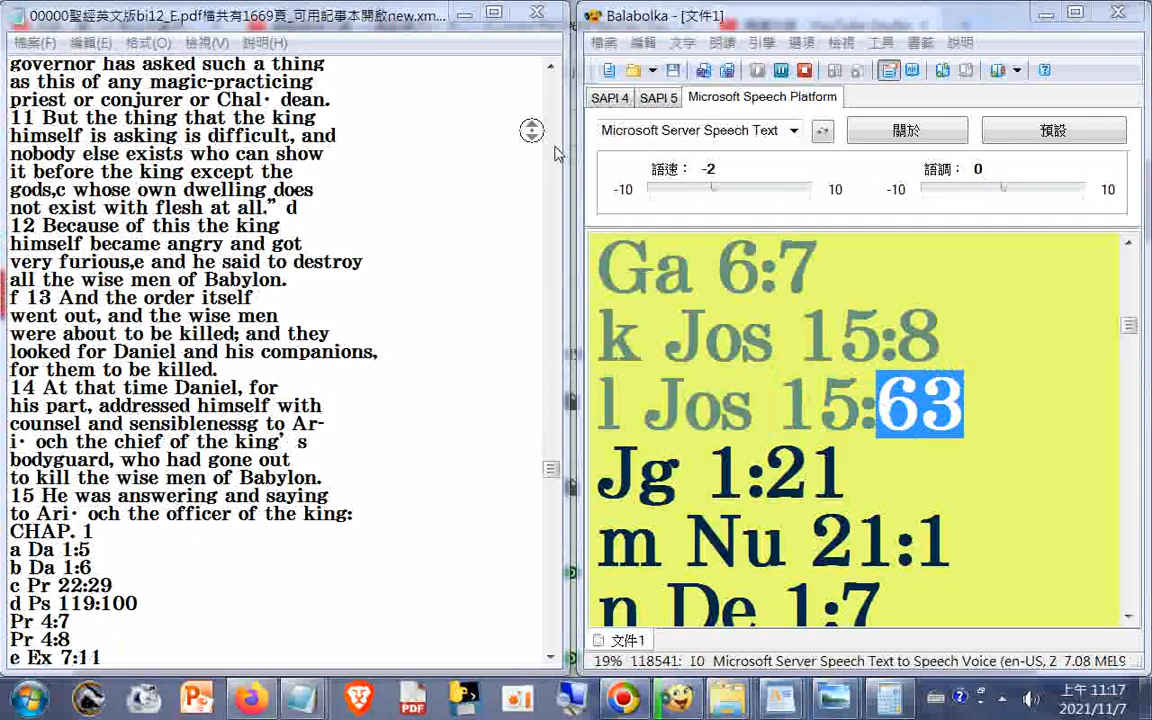 00000聖經英文版bi12_E.pdf檔共有1669頁_可用記事本開啟new.xm...
檔案(F) 編輯(E) 格式(O) 檢視(V) 說明(H)
governor has asked such a thing
as this of any magic-practicing
priest or conjurer or Chal· dean.
11 But the thing that the king
himself is asking is difficult, and
nobody else exists who can show
it before the king except the
gods,c whose own dwelling does
not exist with flesh at all.” d
12 Because of this the king
himself became angry and got
very furious,e and he said to destroy
all the wise men of Babylon.
f 13 And the order itself
went out, and the wise men
were about to be killed; and they
looked for Daniel and his companions,
for them to be killed.
14 At that time Daniel, for
his part, addressed himself with
counsel and sensiblenessg to Ar-
i· och the chief of the king’ s
bodyguard, who had gone out
to kill the wise men of Babylon.
15 He was answering and saying
to Ari· och the officer of the king:
CHAP. 1
a Da 1:5
b Da 1:6
c Pr 22:29
d Ps 119:100
Pr 4:7
Pr 4:8
e Ex 7:11
Balabolka - [文件1]
檔案 編輯 文字 朗讀 引擎 選項 檢視 工具 書籤 說明
SAPI 4 SAPI 5 Microsoft Speech Platform
Microsoft Server Speech Text 關於 預設
語速： -2 語調： 0
-10 10 -10 10
Ga 6:7
k Jos 15:8
l Jos 15:63
Jg 1:21
m Nu 21:1
n De 1:7
文件1
19% 118541: 10 Microsoft Server Speech Text to Speech Voice (en-US, Z 7.08 MB
上午 11:17
2021/11/7